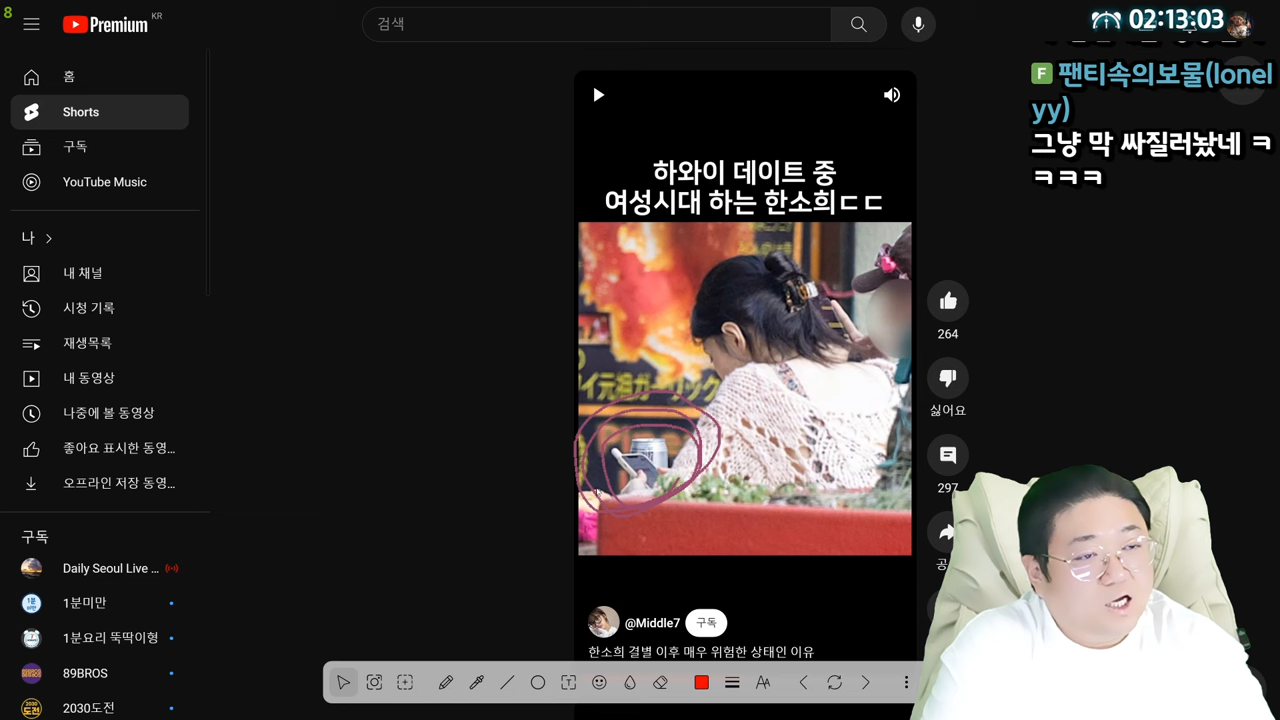 8
Premium KR
검색
02:13:03
홈
Shorts
구독
YouTube Music
나
내 채널
시청 기록
재생목록
내 동영상
나중에 볼 동영상
좋아요 표시한 동영...
오프라인 저장 동영...
구독
Daily Seoul Live ...
1분미만
1분요리 뚝딱이형
89BROS
2030도전
하와이 데이트 중
여성시대 하는 한소희ㄷㄷ
元祖ガーリック
264
싫어요
297
@Middle7 구독
한소희 결별 이후 매우 위험한 상태인 이유
F 팬티속의보물(lonel
yy)
그냥 막 싸질러놨네 ㅋ
ㅋㅋㅋ